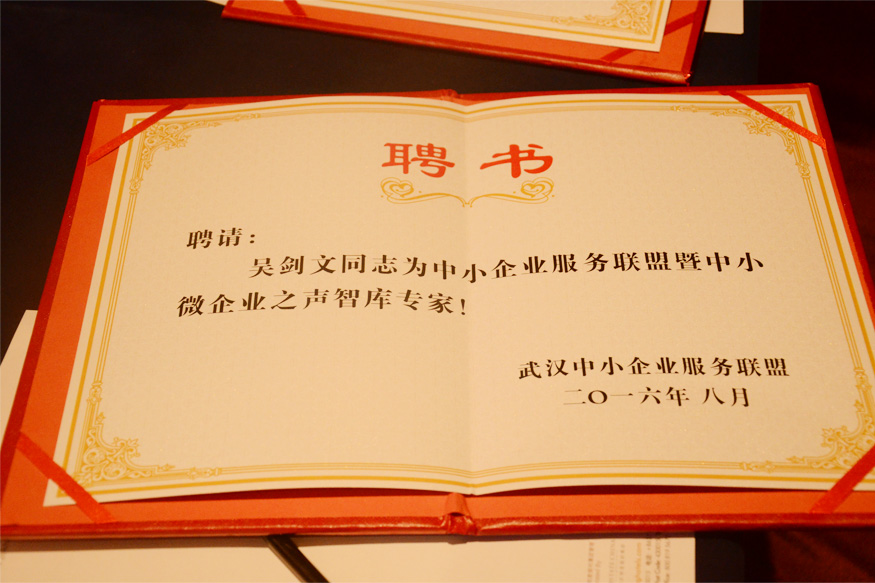 聘书
聘请：
吴剑文同志为中小企业服务联盟暨中小
微企业之声智库专家！
武汉中小企业服务联盟
二〇一六年 八月